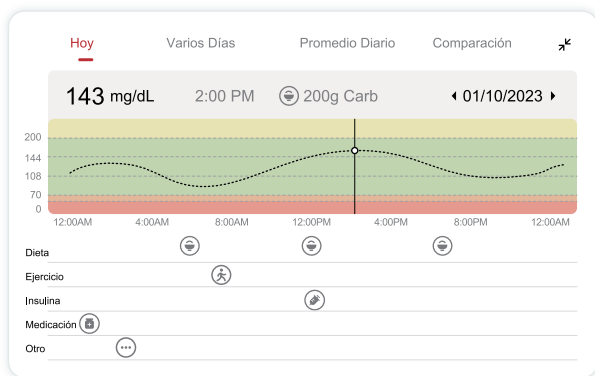 Hoy Varios Días Promedio Diario Comparación
143 mg/dL 2:00 PM 200g Carb 01/10/2023
200
144
108
70
0
12:00AM 4:00AM 8:00AM 12:00PM 4:00PM 8:00PM 12:00AM
Dieta
Ejercicio
Insulina
Medicación
Otro